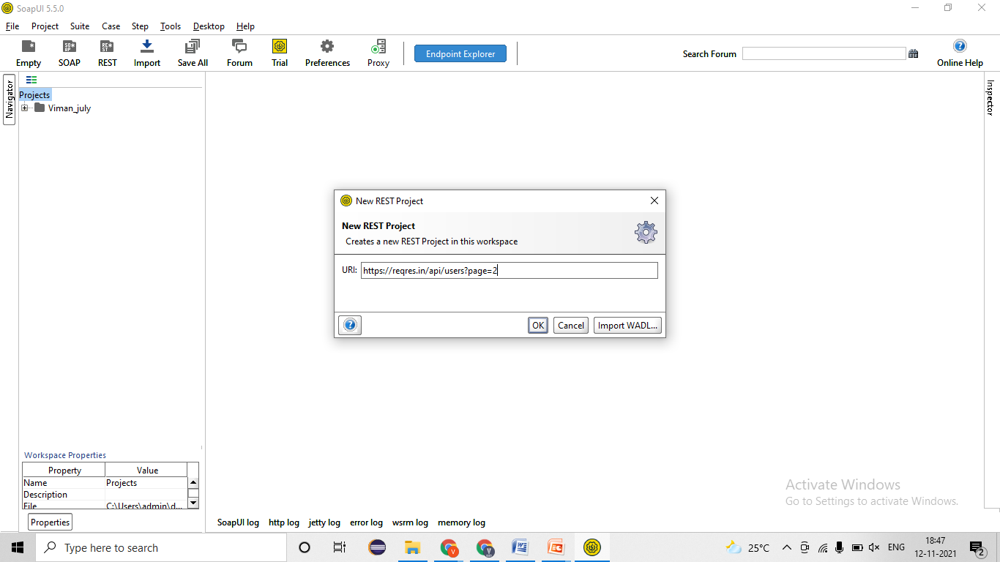 SoapUI 5.5.0
File Project Suite Case Step Tools Desktop Help
Empty SOAP REST Import Save All Forum Trial Preferences Proxy Endpoint Explorer Search Forum Online Help
Navigator
Inspector
Projects
Viman_july
New REST Project
New REST Project
Creates a new REST Project in this workspace
URI: https://reqres.in/api/users?page=2
OK Cancel Import WADL...
Workspace Properties
Property Value
Name Projects
Description
File C:\Users\admin\d...
Properties
Activate Windows
Go to Settings to activate Windows.
SoapUI log http log jetty log error log wsrm log memory log
Type here to search
25°C ENG 18:47
12-11-2021 2